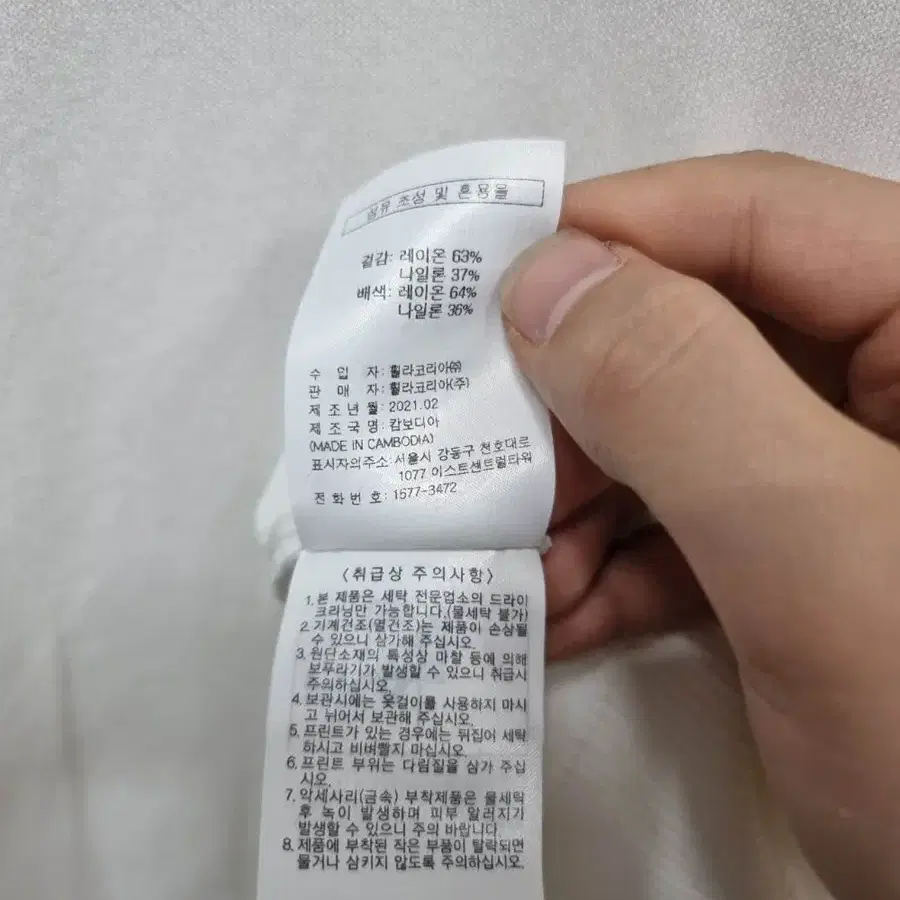 섬유 조성 및 혼용율
겉감: 레이온 63%
나일론 37%
배색: 레이온 64%
나일론 36%
수 입 자: 휠라코리아㈜
판 매 자: 휠라코리아(주)
제 조 년 월: 2021.02
제 조 국 명: 캄보디아
(MADE IN CAMBODIA)
표시자의주소: 서울시 강동구 천호대로
1077 이스트센트럴타워
전 화 번 호: 1577-3472
<취급상 주의사항>
1. 본 제품은 세탁 전문업소의 드라이
크리닝만 가능합니다.(물세탁 불가)
2. 기계건조(열건조)는 제품이 손상될
수 있으니 삼가해 주십시오.
3. 원단소재의 특성상 마찰 등에 의해
보푸라기가 발생할 수 있으니 취급시
주의하십시오.
4. 보관시에는 옷걸이를 사용하지 마시
고 뉘어서 보관해 주십시오.
5. 프린트가 있는 경우에는 뒤집어 세탁
하시고 비벼빨지 마십시오.
6. 프린트 부위는 다림질을 삼가 주십
시오.
7. 악세사리(금속) 부착제품은 물세탁
후 녹이 발생하며 피부 알러지가
발생할 수 있으니 주의 바랍니다.
8. 제품에 부착된 작은 부품이 탈락되면
물거나 삼키지 않도록 주의하십시오.